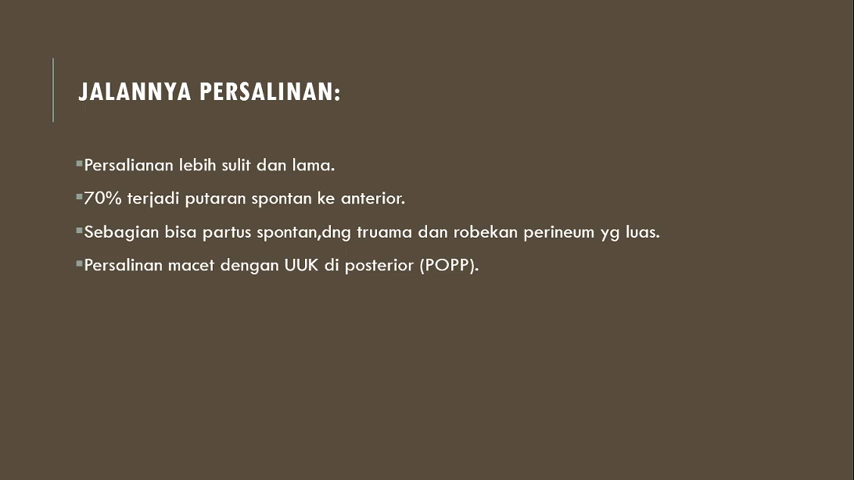 JALANNYA PERSALINAN:
▪Persalianan lebih sulit dan lama.
▪70% terjadi putaran spontan ke anterior.
▪Sebagian bisa partus spontan,dng truama dan robekan perineum yg luas.
▪Persalinan macet dengan UUK di posterior (POPP).